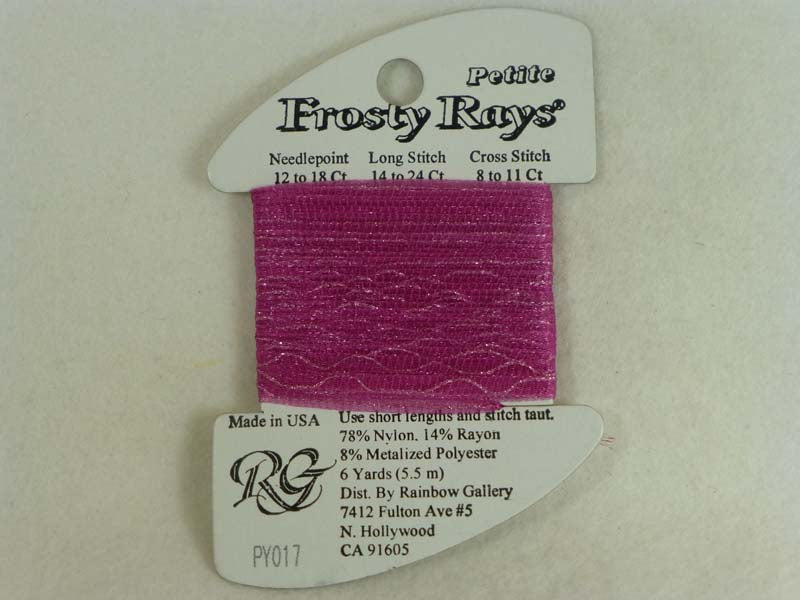 Petite
Frosty Rays®
Needlepoint Long Stitch Cross Stitch
12 to 18 Ct 14 to 24 Ct 8 to 11 Ct
Made in USA
Use short lengths and stitch taut.
78% Nylon, 14% Rayon
8% Metalized Polyester
6 Yards (5.5 m)
Dist. By Rainbow Gallery
7412 Fulton Ave #5
N. Hollywood
CA 91605
RG
PY017